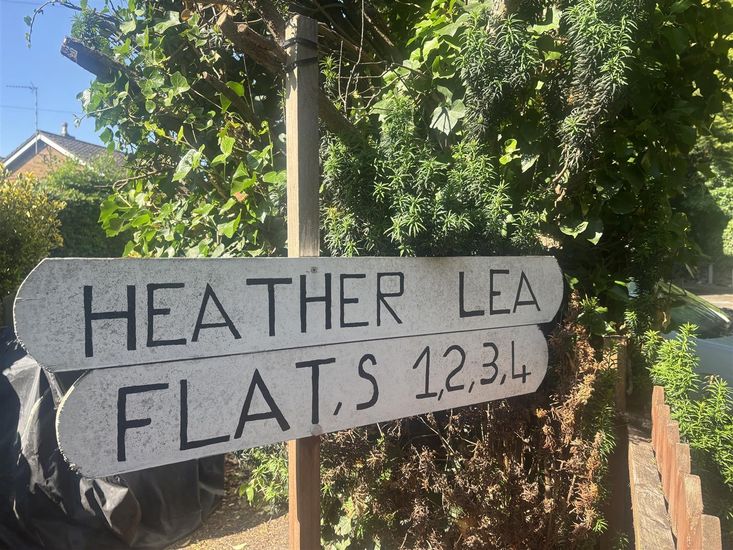 HEATHER LEA
FLAT,S 1,2,3,4